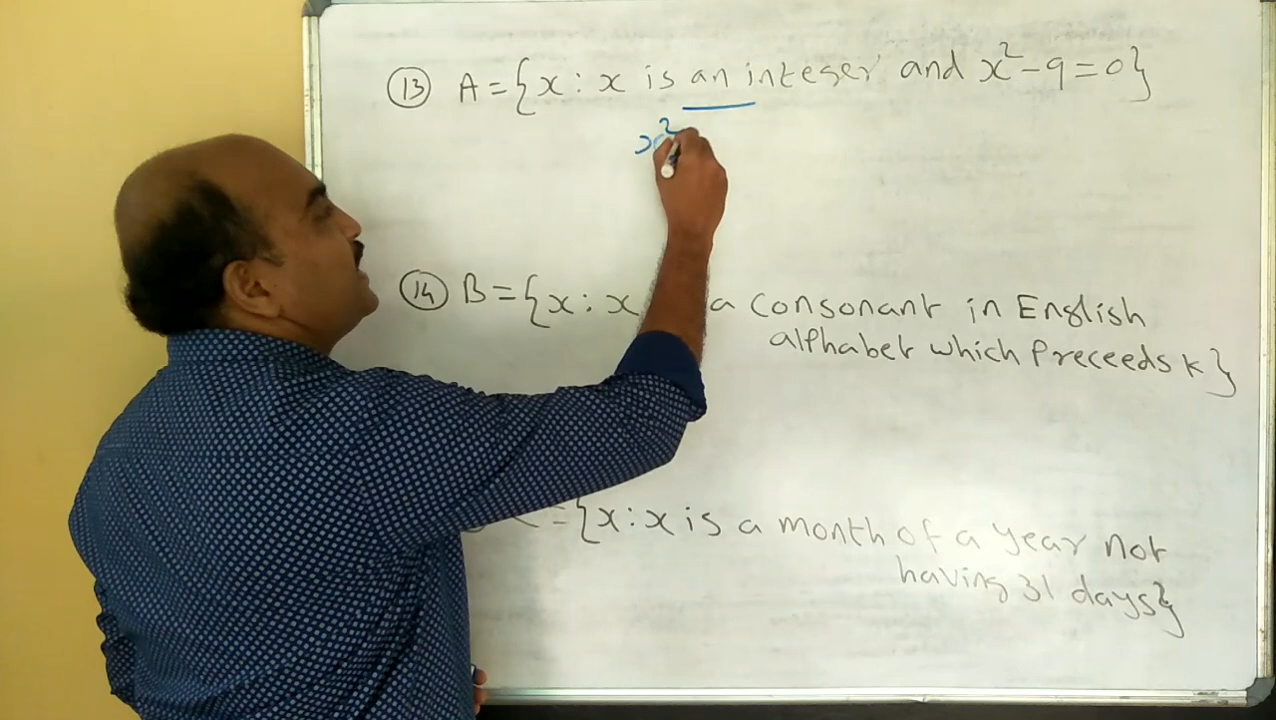 13 A={x : x is an integer and x²-9=0}
x²
14 B={x : x a consonant in English
alphabet which Preceeds k}
C={x : x is a month of a year not
having 31 days}